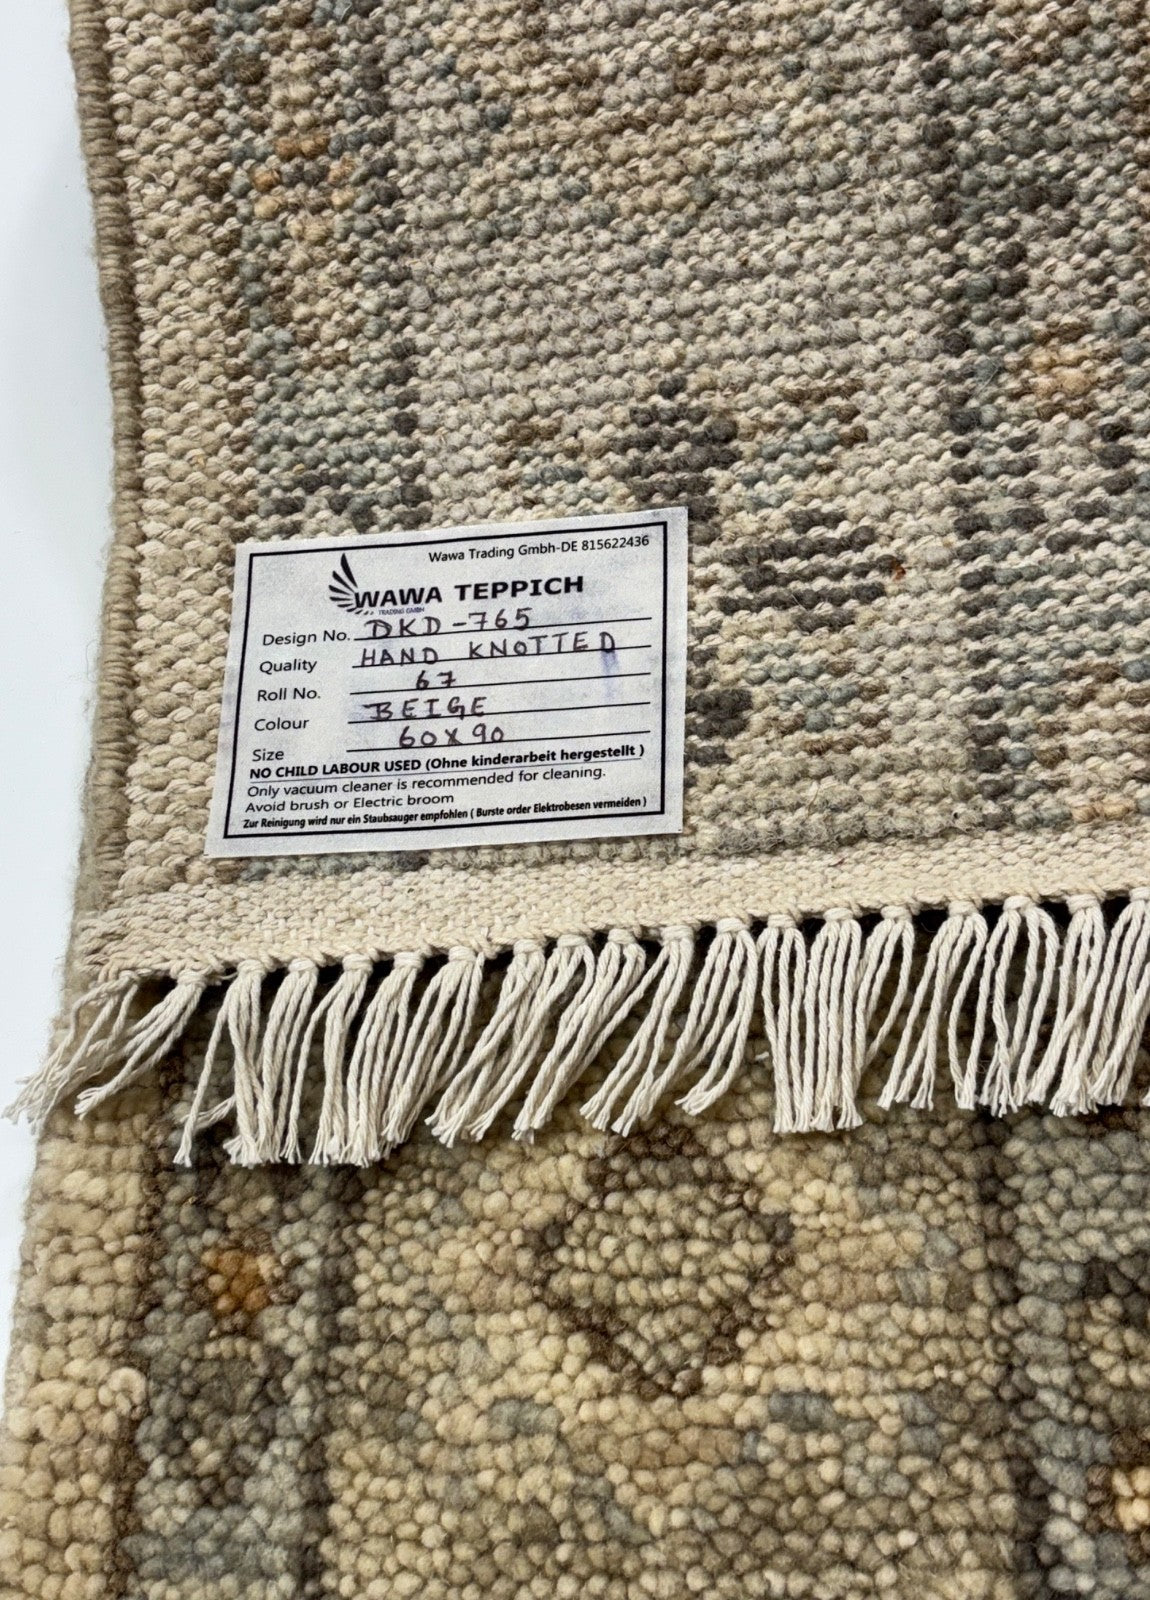 Wawa Trading Gmbh-DE 815622436
WAWA TEPPICH
TRADING GMBH
Design No. DKD-765
Quality HAND KNOTTED
Roll No. 67
Colour BEIGE
Size 60X90
NO CHILD LABOUR USED (Ohne kinderarbeit hergestellt )
Only vacuum cleaner is recommended for cleaning.
Avoid brush or Electric broom
Zur Reinigung wird nur ein Staubsauger empfohlen ( Burste order Elektrobesen vermeiden )